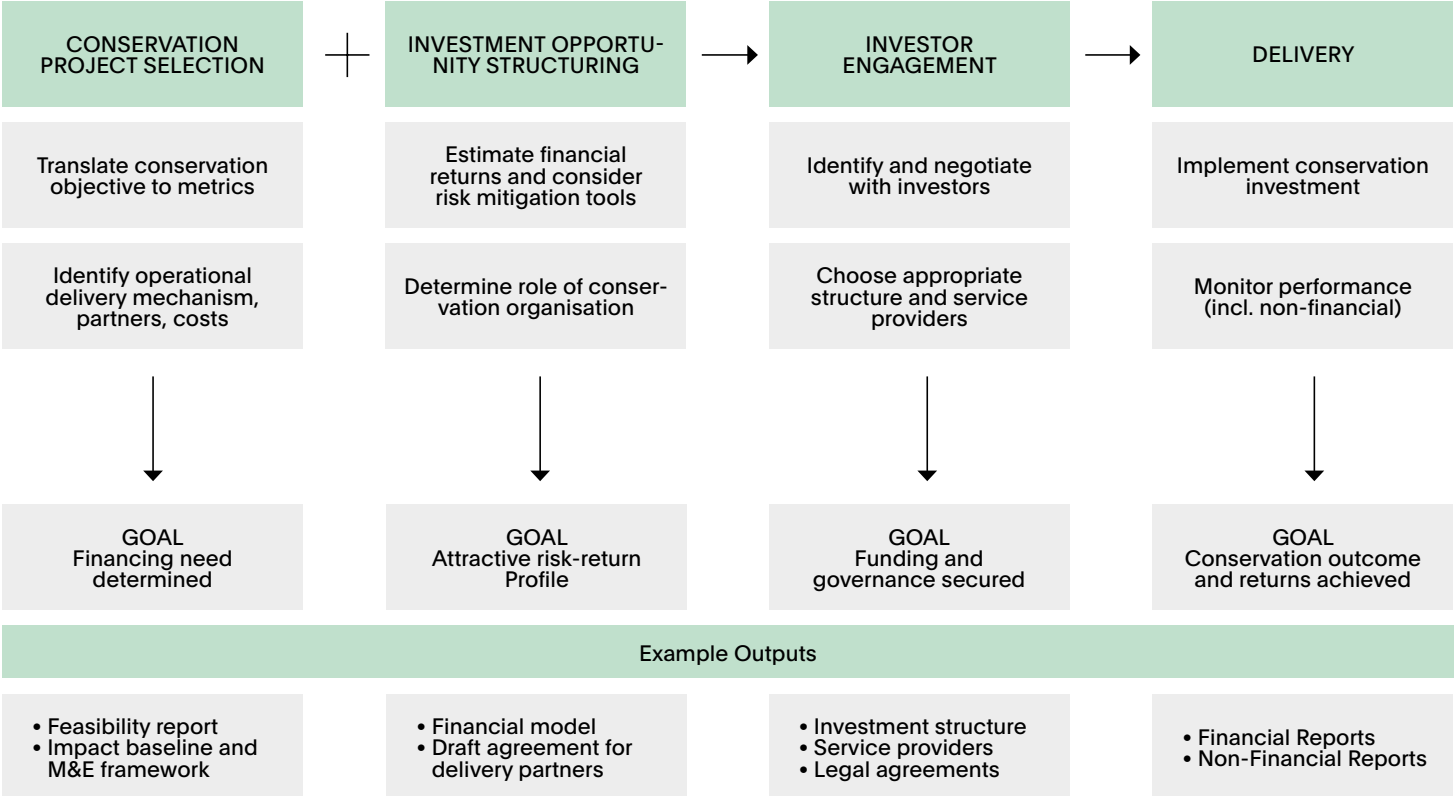 CONSERVATION
PROJECT SELECTION
INVESTMENT OPPORTU-
NITY STRUCTURING
INVESTOR
ENGAGEMENT
DELIVERY
Translate conservation
objective to metrics
Estimate financial
returns and consider
risk mitigation tools
Identify and negotiate
with investors
Implement conservation
investment
Identify operational
delivery mechanism,
partners, costs
Determine role of conser-
vation organisation
Choose appropriate
structure and service
providers
Monitor performance
(incl. non-financial)
GOAL
Financing need
determined
GOAL
Attractive risk-return
Profile
GOAL
Funding and
governance secured
GOAL
Conservation outcome
and returns achieved
Example Outputs
• Feasibility report
• Impact baseline and
M&E framework
• Financial model
• Draft agreement for
delivery partners
• Investment structure
• Service providers
• Legal agreements
• Financial Reports
• Non-Financial Reports